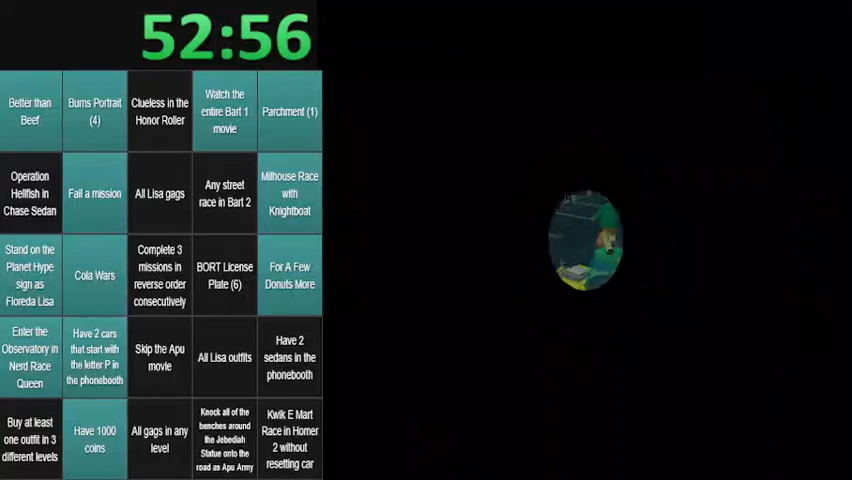 52:56
Better than
Beef
Burns Portrait
(4)
Clueless in the
Honor Roller
Watch the
entire Bart 1
movie
Parchment (1)
Operation
Hellfish in
Chase Sedan
Fail a mission
All Lisa gags
Any street
race in Bart 2
Milhouse Race
with
Knightboat
Stand on the
Planet Hype
sign as
Floreda Lisa
Cola Wars
Complete 3
missions in
reverse order
consecutively
BORT License
Plate (6)
For A Few
Donuts More
Enter the
Observatory in
Nerd Race
Queen
Have 2 cars
that start with
the letter P in
the phonebooth
Skip the Apu
movie
All Lisa outfits
Have 2
sedans in the
phonebooth
Buy at least
one outfit in 3
different levels
Have 1000
coins
All gags in any
level
Knock all of the
benches around
the Jebediah
Statue onto the
road as Apu Army
Kwik E Mart
Race in Homer
2 without
resetting car